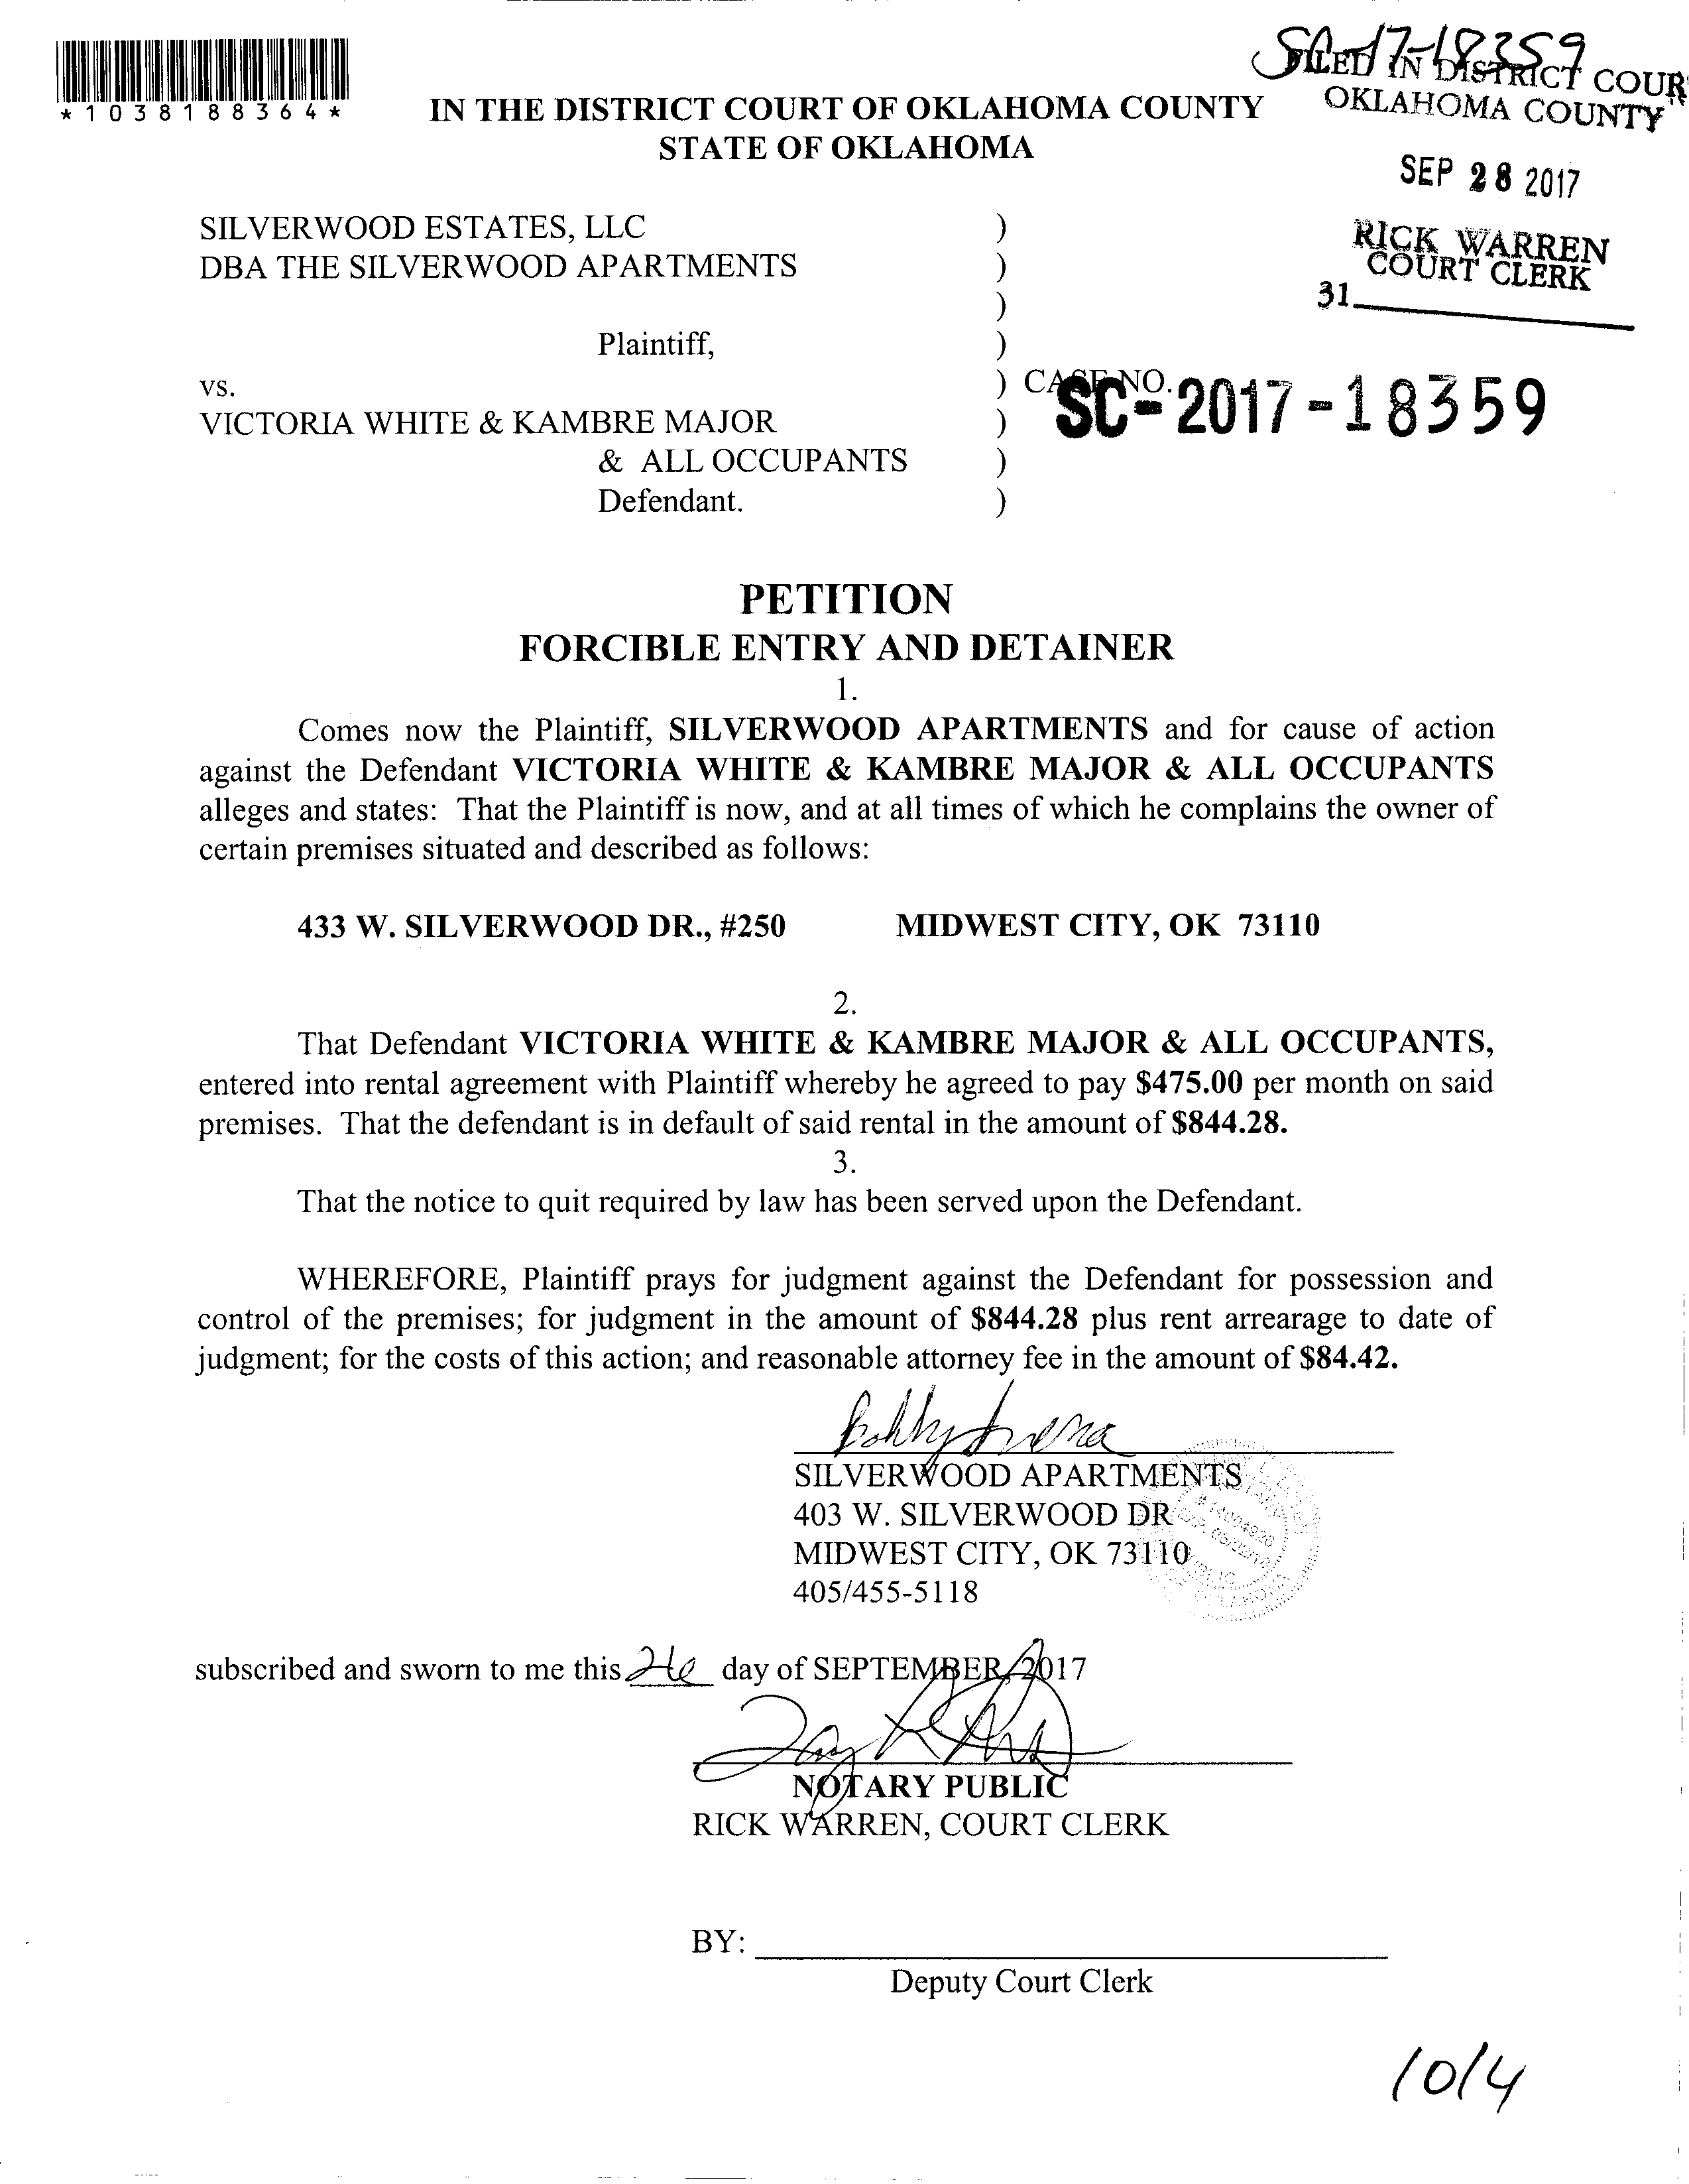 SC-17-18359
*1038188364*
FILED IN DISTRICT COURT
OKLAHOMA COUNTY
IN THE DISTRICT COURT OF OKLAHOMA COUNTY
STATE OF OKLAHOMA
SEP 28 2017
RICK WARREN
COURT CLERK
31
SILVERWOOD ESTATES, LLC )
DBA THE SILVERWOOD APARTMENTS )
)
Plaintiff, )
vs. ) CASE NO. SC-2017-18359
VICTORIA WHITE & KAMBRE MAJOR )
& ALL OCCUPANTS )
Defendant. )
PETITION
FORCIBLE ENTRY AND DETAINER
1.
Comes now the Plaintiff, SILVERWOOD APARTMENTS and for cause of action
against the Defendant VICTORIA WHITE & KAMBRE MAJOR & ALL OCCUPANTS
alleges and states: That the Plaintiff is now, and at all times of which he complains the owner of
certain premises situated and described as follows:
433 W. SILVERWOOD DR., #250 MIDWEST CITY, OK 73110
2.
That Defendant VICTORIA WHITE & KAMBRE MAJOR & ALL OCCUPANTS,
entered into rental agreement with Plaintiff whereby he agreed to pay $475.00 per month on said
premises. That the defendant is in default of said rental in the amount of $844.28.
3.
That the notice to quit required by law has been served upon the Defendant.
WHEREFORE, Plaintiff prays for judgment against the Defendant for possession and
control of the premises; for judgment in the amount of $844.28 plus rent arrearage to date of
judgment; for the costs of this action; and reasonable attorney fee in the amount of $84.42.
SILVERWOOD APARTMENTS
403 W. SILVERWOOD DR
MIDWEST CITY, OK 73110
405/455-5118
subscribed and sworn to me this 26 day of SEPTEMBER, 2017
NOTARY PUBLIC
RICK WARREN, COURT CLERK
BY:
Deputy Court Clerk
10/4